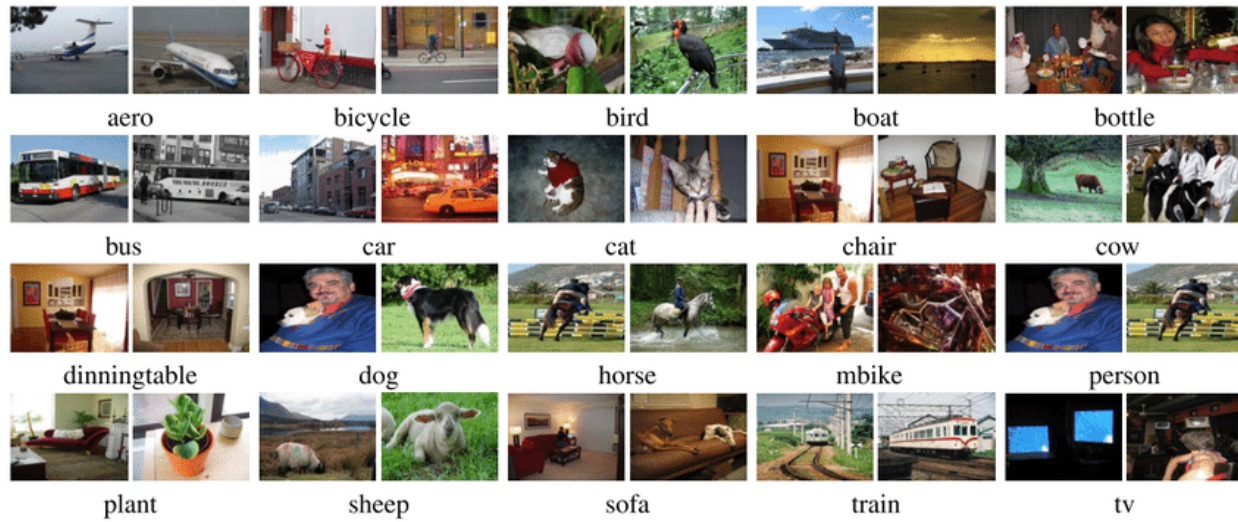 aero bicycle bird boat bottle
bus car cat chair cow
dinningtable dog horse mbike person
plant sheep sofa train tv